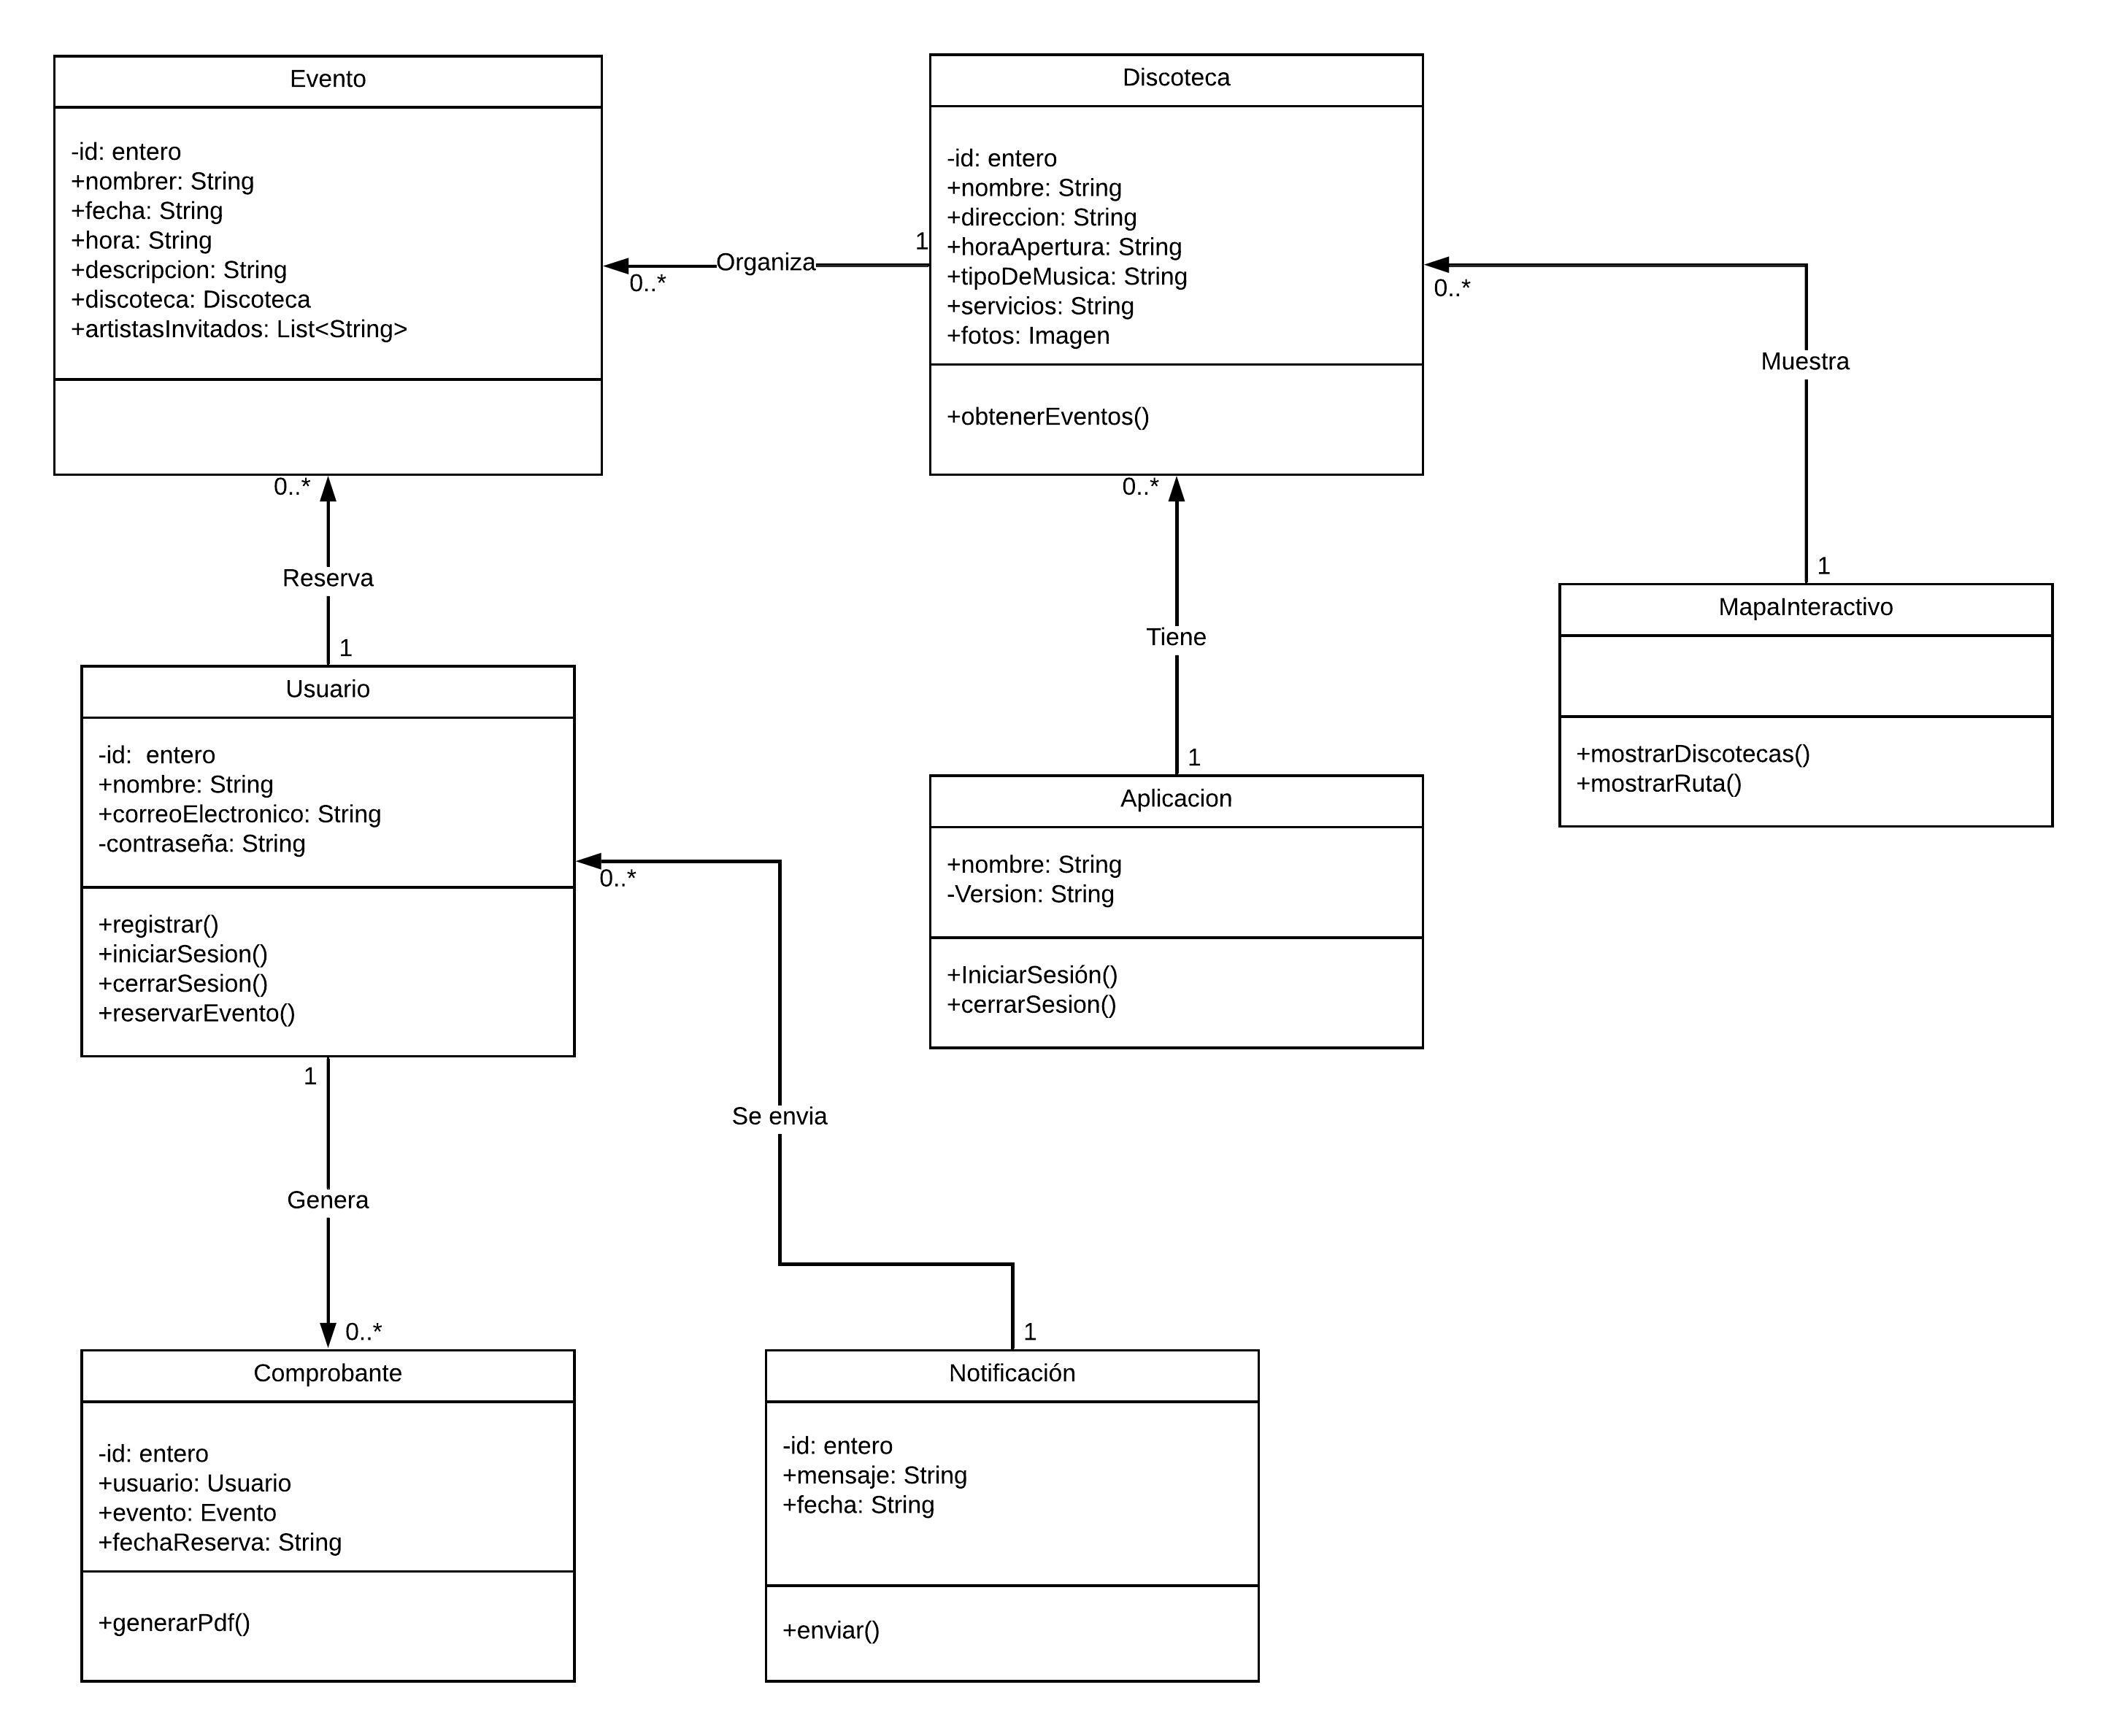 Evento
-id: entero
+nombrer: String
+fecha: String
+hora: String
+descripcion: String
+discoteca: Discoteca
+artistasInvitados: List<String>
Organiza
1
0..*
Discoteca
-id: entero
+nombre: String
+direccion: String
+horaApertura: String
+tipoDeMusica: String
+servicios: String
+fotos: Imagen
+obtenerEventos()
0..*
Muestra
1
MapaInteractivo
+mostrarDiscotecas()
+mostrarRuta()
0..*
Reserva
1
Usuario
-id:  entero
+nombre: String
+correoElectronico: String
-contraseña: String
+registrar()
+iniciarSesion()
+cerrarSesion()
+reservarEvento()
0..*
Tiene
1
Aplicacion
+nombre: String
-Version: String
+IniciarSesión()
+cerrarSesion()
0..*
Se envia
1
1
Genera
0..*
Comprobante
-id: entero
+usuario: Usuario
+evento: Evento
+fechaReserva: String
+generarPdf()
Notificación
-id: entero
+mensaje: String
+fecha: String
+enviar()